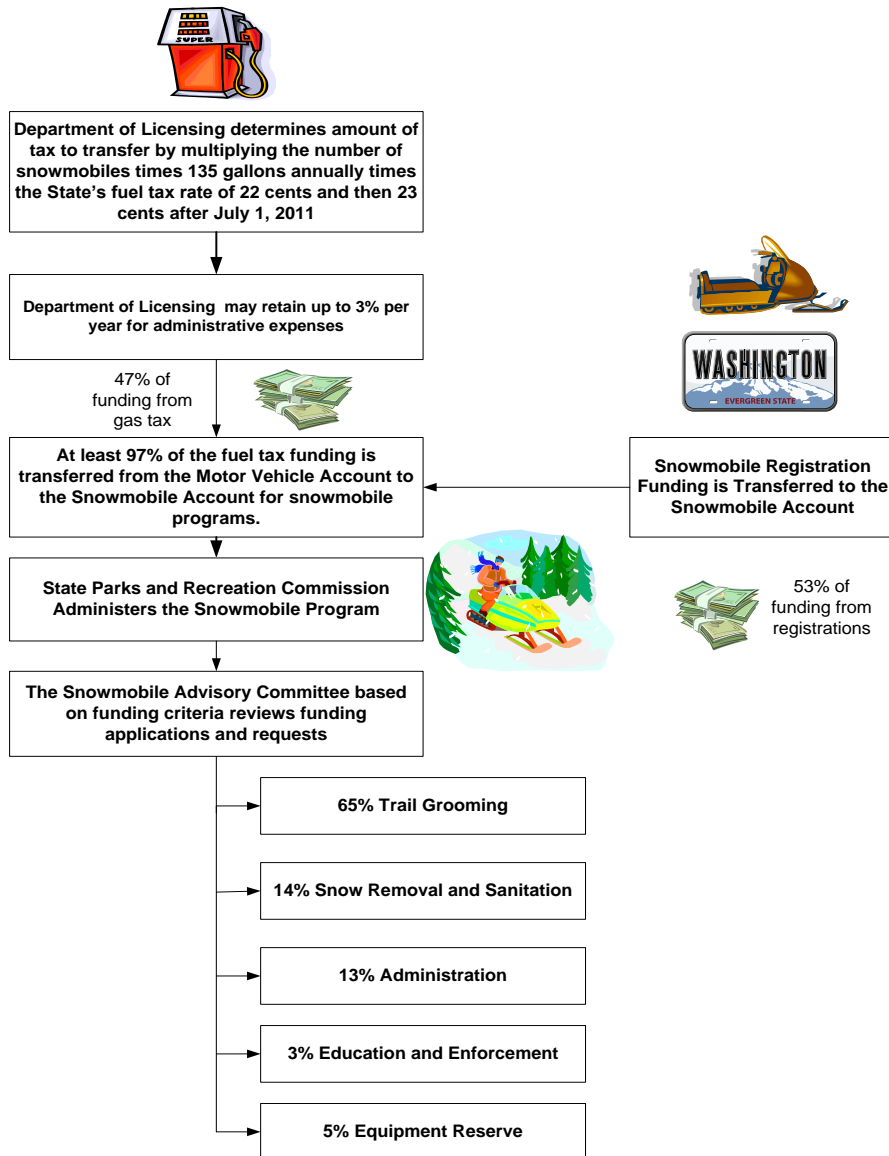 SUPER
Department of Licensing determines amount of
tax to transfer by multiplying the number of
snowmobiles times 135 gallons annually times
the State's fuel tax rate of 22 cents and then 23
cents after July 1, 2011
Department of Licensing may retain up to 3% per
year for administrative expenses
WASHINGTON
EVERGREEN STATE
47% of
funding from
gas tax
At least 97% of the fuel tax funding is
transferred from the Motor Vehicle Account to
the Snowmobile Account for snowmobile
programs.
Snowmobile Registration
Funding is Transferred to the
Snowmobile Account
State Parks and Recreation Commission
Administers the Snowmobile Program
53% of
funding from
registrations
The Snowmobile Advisory Committee based
on funding criteria reviews funding
applications and requests
65% Trail Grooming
14% Snow Removal and Sanitation
13% Administration
3% Education and Enforcement
5% Equipment Reserve